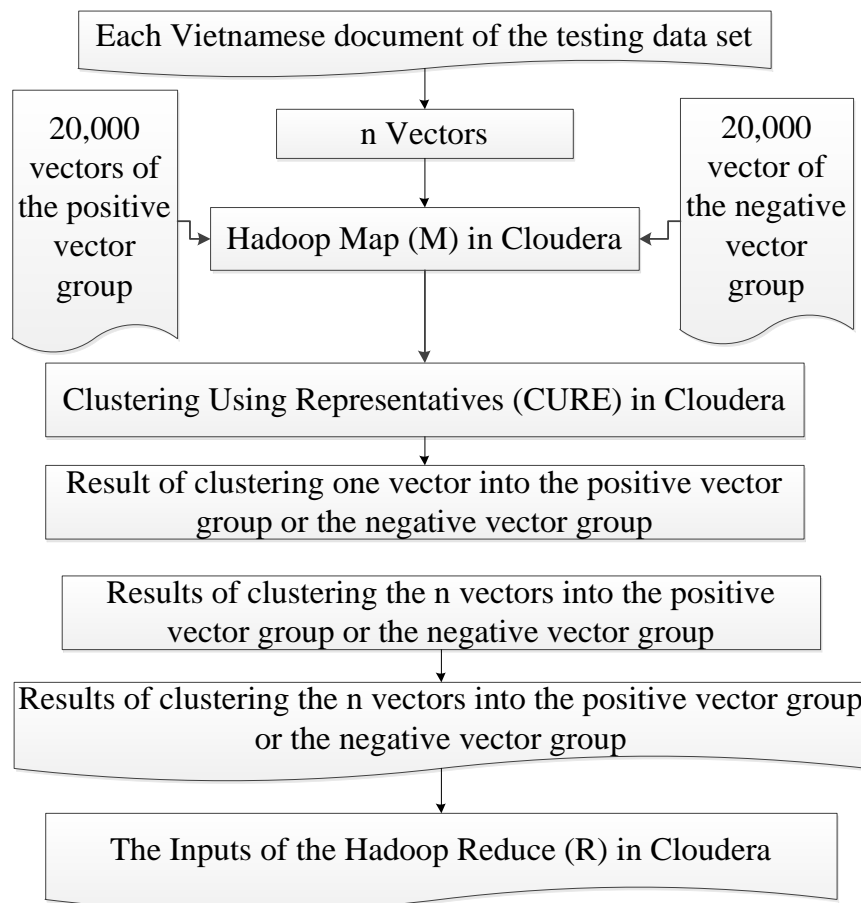 Each Vietnamese document of the testing data set
20,000
vectors of
the positive
vector
group
n Vectors
20,000
vector of
the negative
vector
group
Hadoop Map (M) in Cloudera
Clustering Using Representatives (CURE) in Cloudera
Result of clustering one vector into the positive vector
group or the negative vector group
Results of clustering the n vectors into the positive
vector group or the negative vector group
Results of clustering the n vectors into the positive vector group
or the negative vector group
The Inputs of the Hadoop Reduce (R) in Cloudera